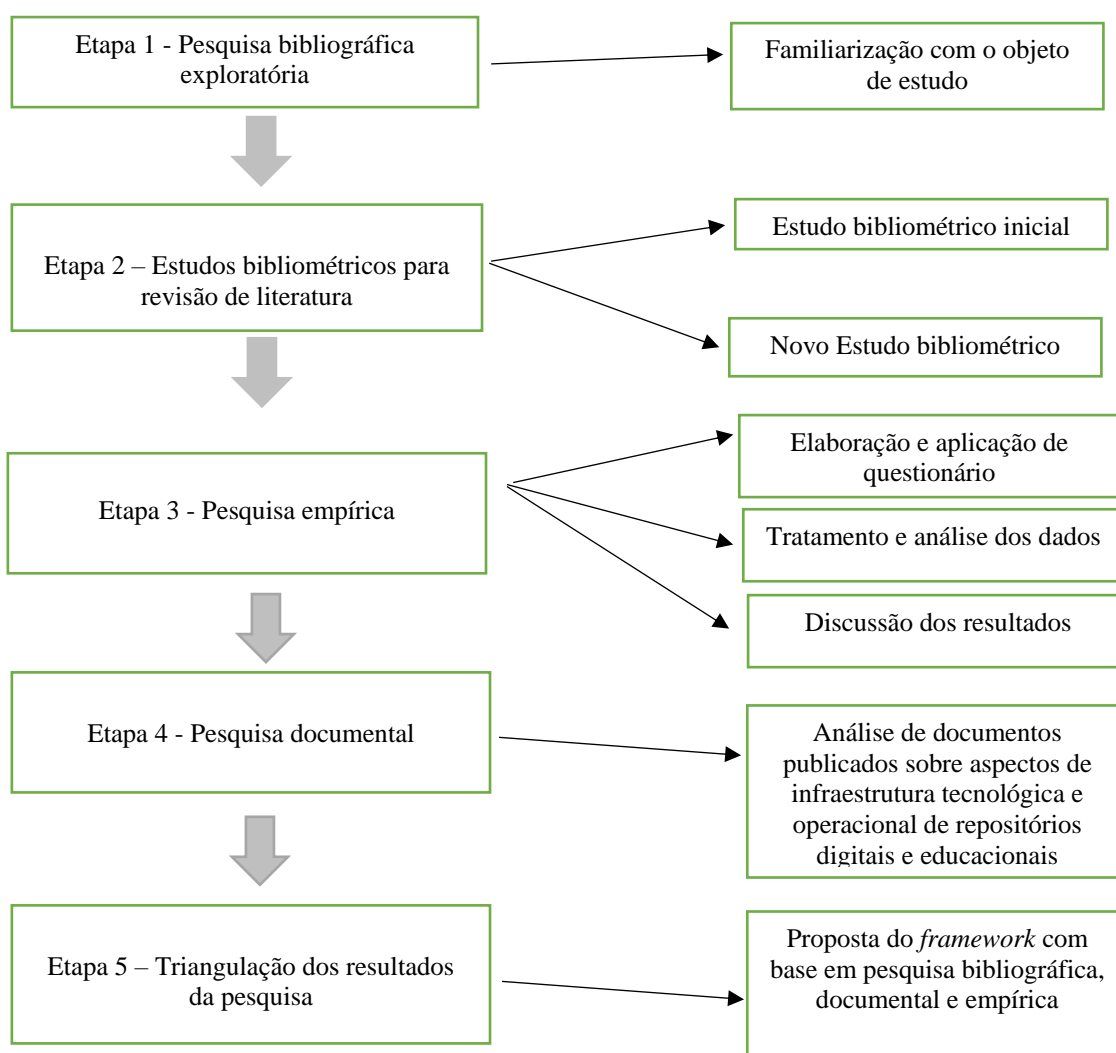 Etapa 1 - Pesquisa bibliográfica
exploratória
Familiarização com o objeto
de estudo
Etapa 2 – Estudos bibliométricos para
revisão de literatura
Estudo bibliométrico inicial
Novo Estudo bibliométrico
Etapa 3 - Pesquisa empírica
Elaboração e aplicação de
questionário
Tratamento e análise dos dados
Discussão dos resultados
Etapa 4 - Pesquisa documental
Análise de documentos
publicados sobre aspectos de
infraestrutura tecnológica e
operacional de repositórios
digitais e educacionais
Etapa 5 – Triangulação dos resultados
da pesquisa
Proposta do framework com
base em pesquisa bibliográfica,
documental e empírica